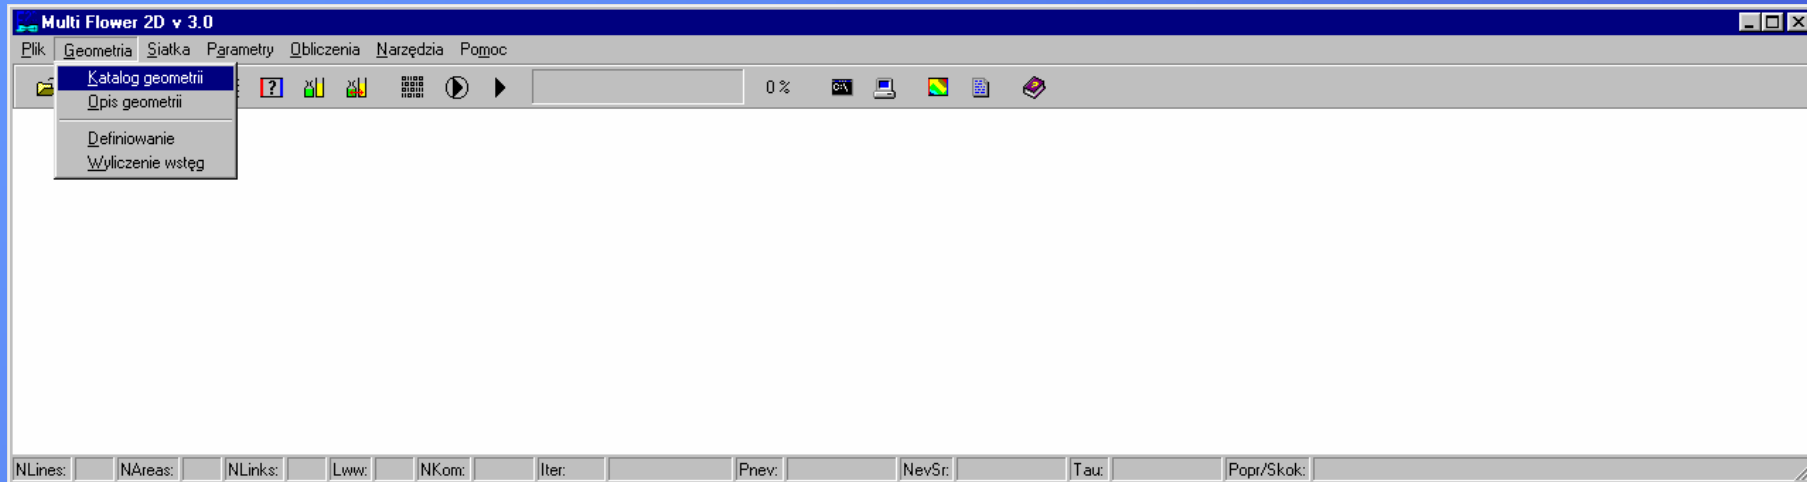 Multi Flower 2D v 3.0
Plik Geometria Siatka Parametry Obliczenia Narzędzia Pomoc
Katalog geometrii
Opis geometrii
Definiowanie
Wyliczenie wstęg
0 %
NLines: NAreas: NLinks: Lww: NKom: Iter: Pnev: NevSr: Tau: Popr/Skok: